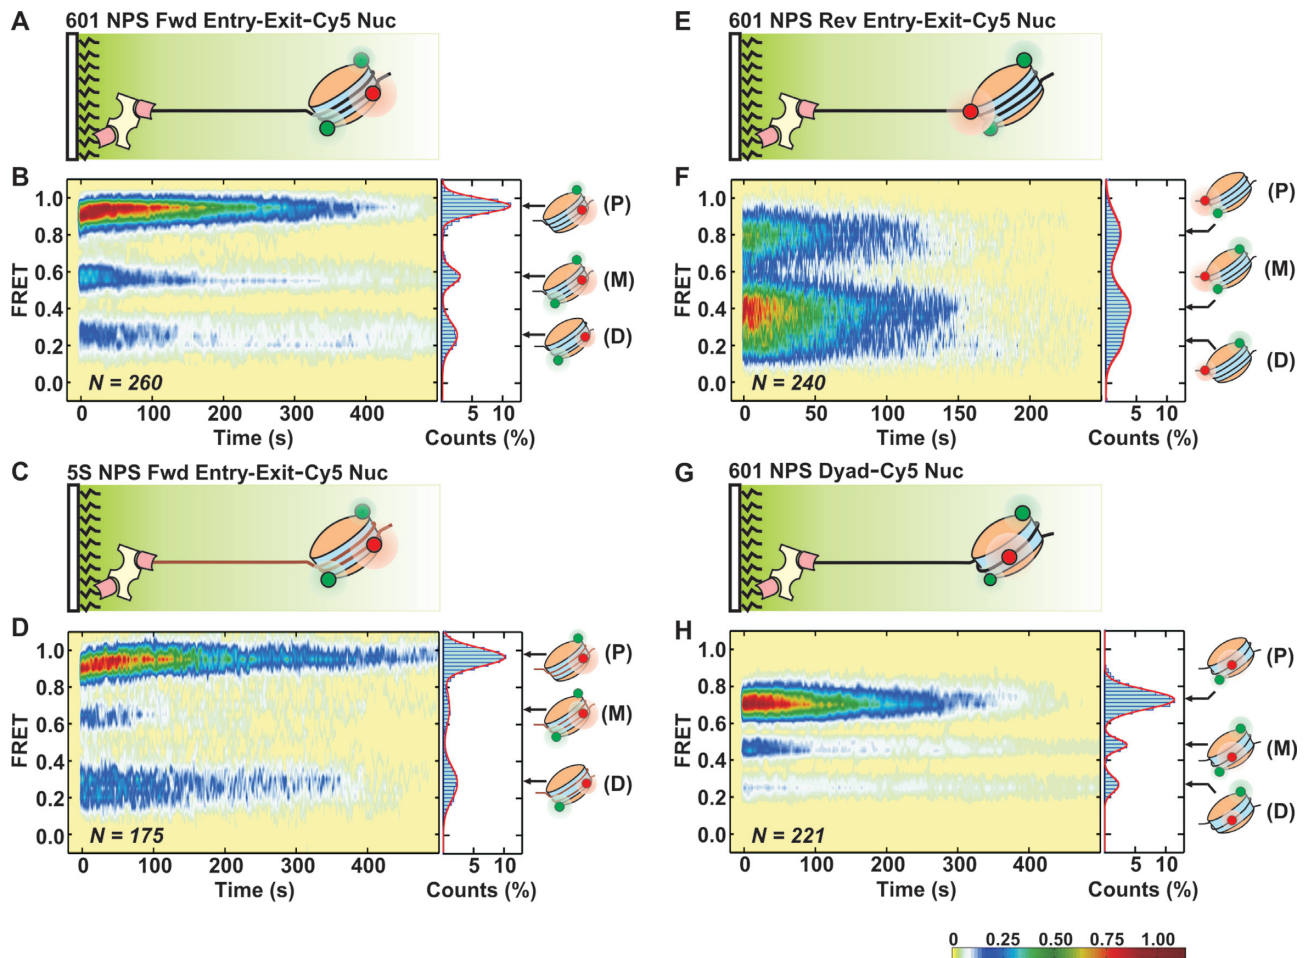 A 601 NPS Fwd Entry-Exit-Cy5 Nuc
B
FRET
1.0
0.8
0.6
0.4
0.2
0.0
N = 260
0 100 200 300 400
Time (s)
5 10
Counts (%)
(P)
(M)
(D)
C 5S NPS Fwd Entry-Exit-Cy5 Nuc
D
FRET
1.0
0.8
0.6
0.4
0.2
0.0
N = 175
0 100 200 300 400
Time (s)
5 10
Counts (%)
(P)
(M)
(D)
E 601 NPS Rev Entry-Exit-Cy5 Nuc
F
FRET
1.0
0.8
0.6
0.4
0.2
0.0
N = 240
0 50 100 150 200
Time (s)
5 10
Counts (%)
(P)
(M)
(D)
G 601 NPS Dyad-Cy5 Nuc
H
FRET
1.0
0.8
0.6
0.4
0.2
0.0
N = 221
0 100 200 300 400
Time (s)
5 10
Counts (%)
(P)
(M)
(D)
0 0.25 0.50 0.75 1.00